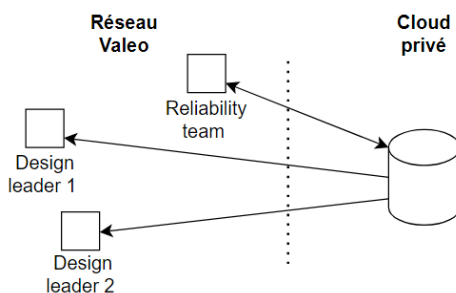 Réseau
Valeo
Cloud
privé
Reliability
team
Design
leader 1
Design
leader 2